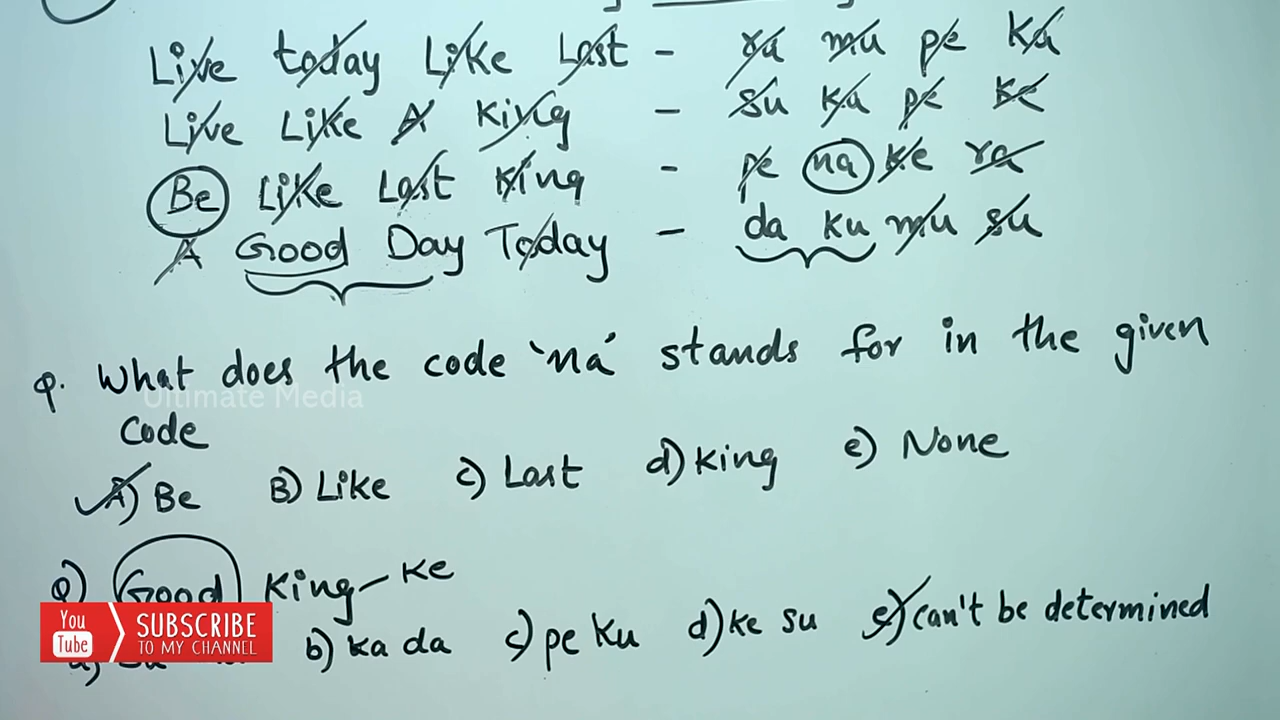 Live today Like Last - ra mu pe ka
Live Like A King - su ka pe ke
Be Like Last King - pe na ke ra
A Good Day Today - da ku mu su
Q. What does the code 'na' stands for in the given
Ultimate Media
code
A) Be B) Like c) Last d) King e) None
Q) Good King - ke
You Tube SUBSCRIBE TO MY CHANNEL
b) ka da c) pe ku d) ke su e) can't be determined